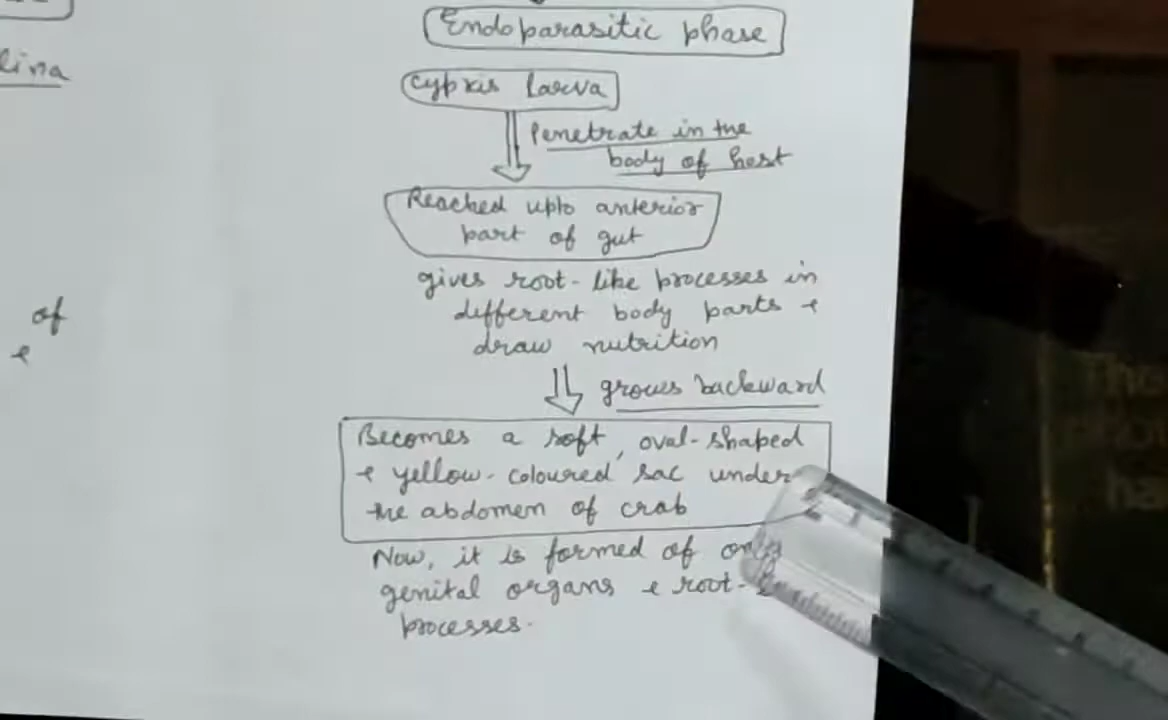 lina
of
Endoparasitic phase
Cypris larva
Penetrate in the
body of host
Reached upto anterior
part of gut
gives root-like processes in
different body parts &
draw nutrition
grows backward
Becomes a soft, oval-shaped
& yellow-coloured sac under
the abdomen of crab
Now, it is formed of only
genital organs & root-
processes.